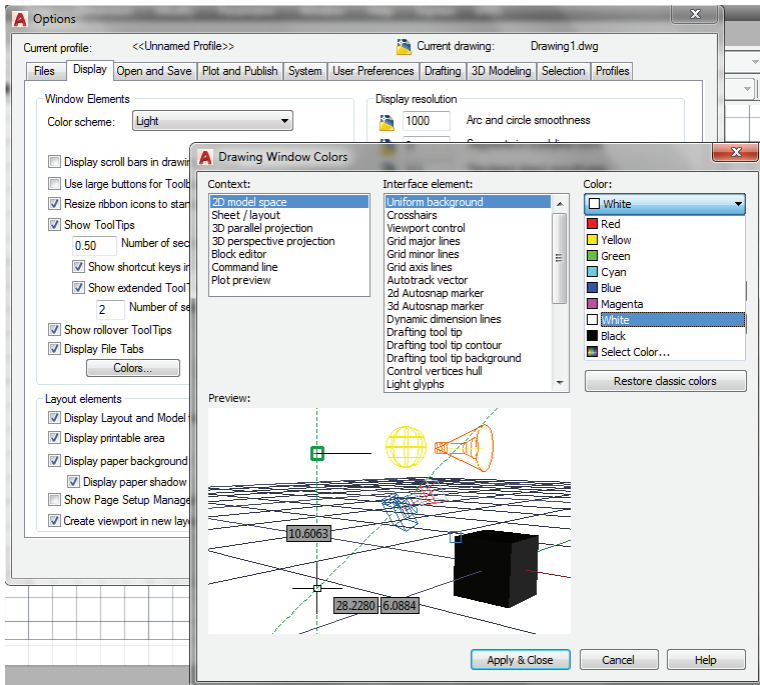 Options
Current profile: <<Unnamed Profile>> Current drawing: Drawing1.dwg
Files Display Open and Save Plot and Publish System User Preferences Drafting 3D Modeling Selection Profiles
Window Elements
Color scheme: Light
Display scroll bars in
Use large buttons for
Resize ribbon icons to
Show ToolTips
0.50 Number of
Show shortcut keys
Show extended
2 Number of
Show rollover ToolTips
Display File Tabs
Colors...
Layout elements
Display Layout and Model
Display printable area
Display paper background
Display paper shadow
Show Page Setup
Create viewport in new
Display resolution
1000 Arc and circle smoothness
Drawing Window Colors
Context:
2D model space
Sheet / layout
3D parallel projection
3D perspective projection
Block editor
Command line
Plot preview
Interface element:
Uniform background
Crosshairs
Viewport control
Grid major lines
Grid minor lines
Grid axis lines
Autotrack vector
2d Autosnap marker
3d Autosnap marker
Dynamic dimension lines
Drafting tool tip
Drafting tool tip contour
Drafting tool tip background
Control vertices hull
Light glyphs
Color:
White
Red
Yellow
Green
Cyan
Blue
Magenta
White
Black
Select Color...
Restore classic colors
Preview:
10.6063
28.2280 6.0884
Apply & Close Cancel Help